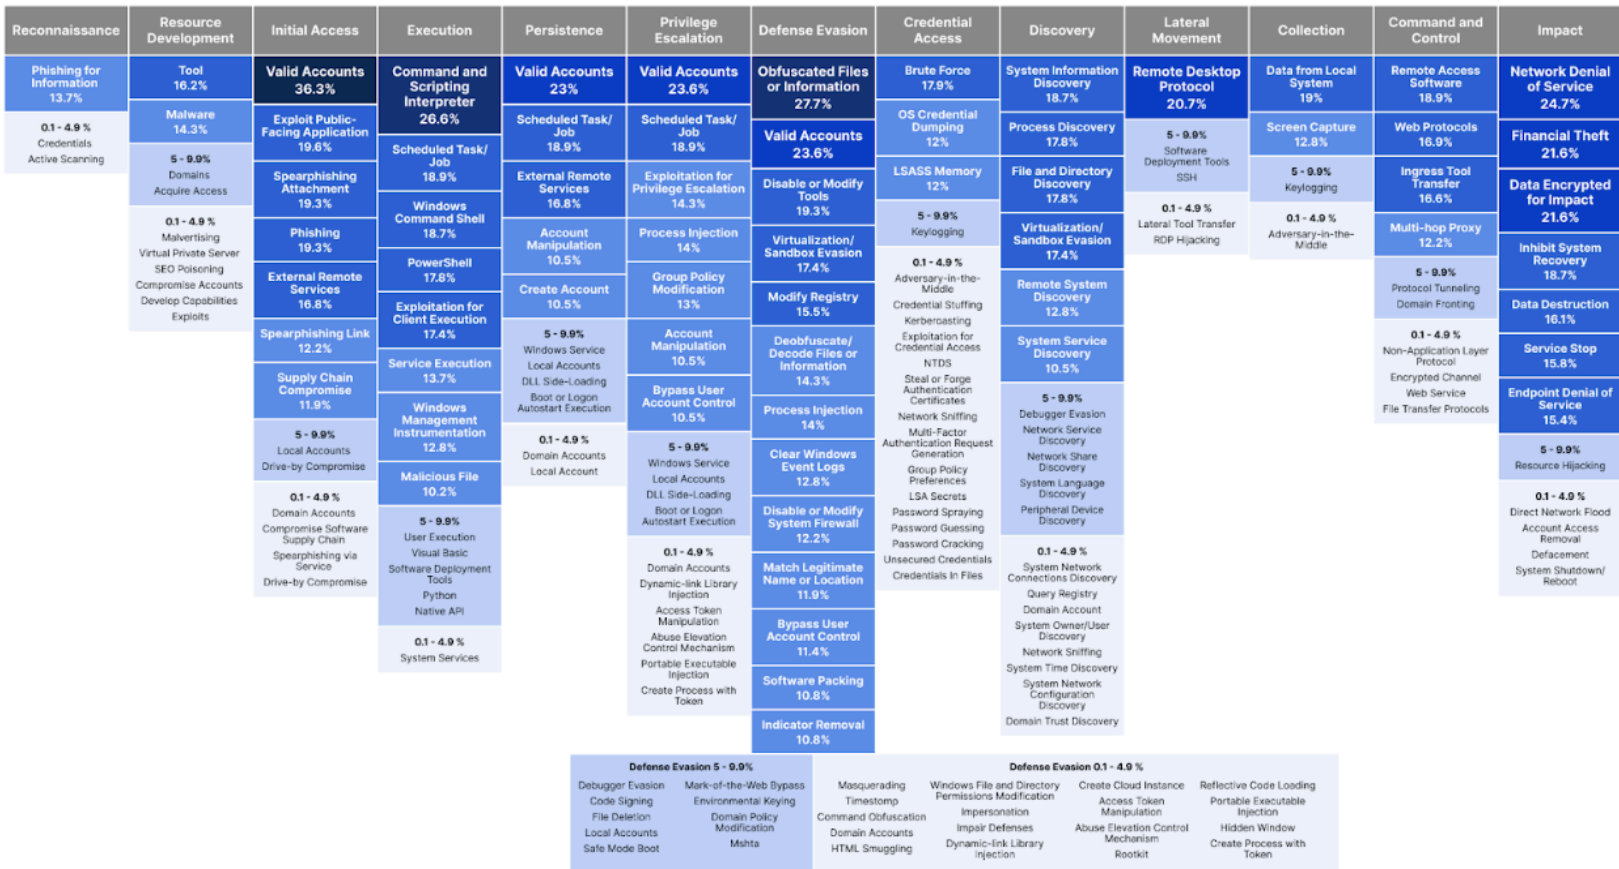 Reconnaissance
Phishing for
Information
13.7%
0.1 - 4.9 %
Credentials
Active Scanning
Resource
Development
Tool
16.2%
Malware
14.3%
5 - 9.9%
Domains
Acquire Access
0.1 - 4.9 %
Malvertising
Virtual Private Server
SEO Poisoning
Compromise Accounts
Develop Capabilities
Exploits
Initial Access
Valid Accounts
36.3%
Exploit Public-
Facing Application
19.6%
Spearphishing
Attachment
19.3%
Phishing
19.3%
External Remote
Services
16.8%
Spearphishing Link
12.2%
Supply Chain
Compromise
11.9%
5 - 9.9%
Local Accounts
Drive-by Compromise
0.1 - 4.9 %
Domain Accounts
Compromise Software
Supply Chain
Spearphishing via
Service
Drive-by Compromise
Execution
Command and
Scripting
Interpreter
26.6%
Scheduled Task/
Job
18.9%
Windows
Command Shell
18.7%
PowerShell
17.8%
Exploitation for
Client Execution
17.4%
Service Execution
13.7%
Windows
Management
Instrumentation
12.8%
Malicious File
10.2%
5 - 9.9%
User Execution
Visual Basic
Software Deployment
Tools
Python
Native API
0.1 - 4.9 %
System Services
Persistence
Valid Accounts
23%
Scheduled Task/
Job
18.9%
External Remote
Services
16.8%
Account
Manipulation
10.5%
Create Account
10.5%
5 - 9.9%
Windows Service
Local Accounts
DLL Side-Loading
Boot or Logon
Autostart Execution
0.1 - 4.9 %
Domain Accounts
Local Account
Privilege
Escalation
Valid Accounts
23.6%
Scheduled Task/
Job
18.9%
Exploitation for
Privilege Escalation
14.3%
Process Injection
14%
Group Policy
Modification
13%
Account
Manipulation
10.5%
Bypass User
Account Control
10.5%
5 - 9.9%
Windows Service
Local Accounts
DLL Side-Loading
Boot or Logon
Autostart Execution
0.1 - 4.9 %
Domain Accounts
Dynamic-link Library
Injection
Access Token
Manipulation
Abuse Elevation
Control Mechanism
Portable Executable
Injection
Create Process with
Token
Defense Evasion
Obfuscated Files
or Information
27.7%
Valid Accounts
23.6%
Disable or Modify
Tools
19.3%
Virtualization/
Sandbox Evasion
17.4%
Modify Registry
15.5%
Deobfuscate/
Decode Files or
Information
14.3%
Process Injection
14%
Clear Windows
Event Logs
12.8%
Disable or Modify
System Firewall
12.2%
Match Legitimate
Name or Location
11.9%
Bypass User
Account Control
11.4%
Software Packing
10.8%
Indicator Removal
10.8%
Credential
Access
Brute Force
17.9%
OS Credential
Dumping
12%
LSASS Memory
12%
5 - 9.9%
Keylogging
0.1 - 4.9 %
Adversary-in-the-
Middle
Credential Stuffing
Kerberoasting
Exploitation for
Credential Access
NTDS
Steal or Forge
Authentication
Certificates
Network Sniffing
Multi-Factor
Authentication Request
Generation
Group Policy
Preferences
LSA Secrets
Password Spraying
Password Guessing
Password Cracking
Unsecured Credentials
Credentials In Files
Discovery
System Information
Discovery
18.7%
Process Discovery
17.8%
File and Directory
Discovery
17.8%
Virtualization/
Sandbox Evasion
17.4%
Remote System
Discovery
12.8%
System Service
Discovery
10.5%
5 - 9.9%
Debugger Evasion
Network Service
Discovery
Network Share
Discovery
System Language
Discovery
Peripheral Device
Discovery
0.1 - 4.9 %
System Network
Connections Discovery
Query Registry
Domain Account
System Owner/User
Discovery
Network Sniffing
System Time Discovery
System Network
Configuration
Discovery
Domain Trust Discovery
Lateral
Movement
Remote Desktop
Protocol
20.7%
5 - 9.9%
Software
Deployment Tools
SSH
0.1 - 4.9 %
Lateral Tool Transfer
RDP Hijacking
Collection
Data from Local
System
19%
Screen Capture
12.8%
5 - 9.9%
Keylogging
0.1 - 4.9 %
Adversary-in-the-
Middle
Command and
Control
Remote Access
Software
18.9%
Web Protocols
16.9%
Ingress Tool
Transfer
16.6%
Multi-hop Proxy
12.2%
5 - 9.9%
Protocol Tunneling
Domain Fronting
0.1 - 4.9 %
Non-Application Layer
Protocol
Encrypted Channel
Web Service
File Transfer Protocols
Impact
Network Denial
of Service
24.7%
Financial Theft
21.6%
Data Encrypted
for Impact
21.6%
Inhibit System
Recovery
18.7%
Data Destruction
16.1%
Service Stop
15.8%
Endpoint Denial of
Service
15.4%
5 - 9.9%
Resource Hijacking
0.1 - 4.9 %
Direct Network Flood
Account Access
Removal
Defacement
System Shutdown/
Reboot
Defense Evasion 5 - 9.9%
Debugger Evasion
Code Signing
File Deletion
Local Accounts
Safe Mode Boot
Mark-of-the-Web Bypass
Environmental Keying
Domain Policy
Modification
Mshta
Defense Evasion 0.1 - 4.9 %
Masquerading
Timestomp
Command Obfuscation
Domain Accounts
HTML Smuggling
Windows File and Directory
Permissions Modification
Impersonation
Impair Defenses
Dynamic-link Library
Injection
Create Cloud Instance
Access Token
Manipulation
Abuse Elevation Control
Mechanism
Rootkit
Reflective Code Loading
Portable Executable
Injection
Hidden Window
Create Process with
Token